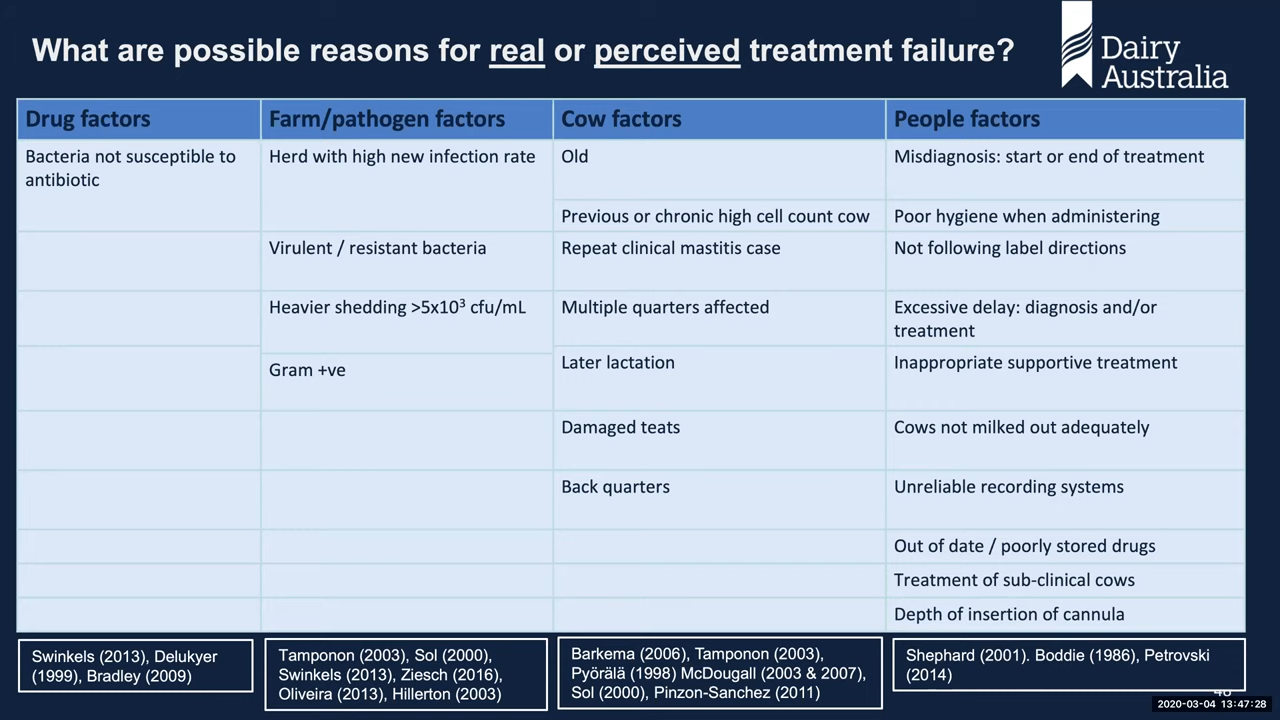 What are possible reasons for real or perceived treatment failure?
Dairy
Australia
Drug factors
Farm/pathogen factors
Cow factors
People factors
Bacteria not susceptible to
antibiotic
Herd with high new infection rate
Old
Misdiagnosis: start or end of treatment
Previous or chronic high cell count cow
Poor hygiene when administering
Virulent / resistant bacteria
Repeat clinical mastitis case
Not following label directions
Heavier shedding >5x10³ cfu/mL
Multiple quarters affected
Excessive delay: diagnosis and/or
treatment
Gram +ve
Later lactation
Inappropriate supportive treatment
Damaged teats
Cows not milked out adequately
Back quarters
Unreliable recording systems
Out of date / poorly stored drugs
Treatment of sub-clinical cows
Depth of insertion of cannula
Swinkels (2013), Delukyer
(1999), Bradley (2009)
Tamponon (2003), Sol (2000),
Swinkels (2013), Ziesch (2016),
Oliveira (2013), Hillerton (2003)
Barkema (2006), Tamponon (2003),
Pyörälä (1998) McDougall (2003 & 2007),
Sol (2000), Pinzon-Sanchez (2011)
Shephard (2001). Boddie (1986), Petrovski
(2014)
2020-03-04 13:47:28